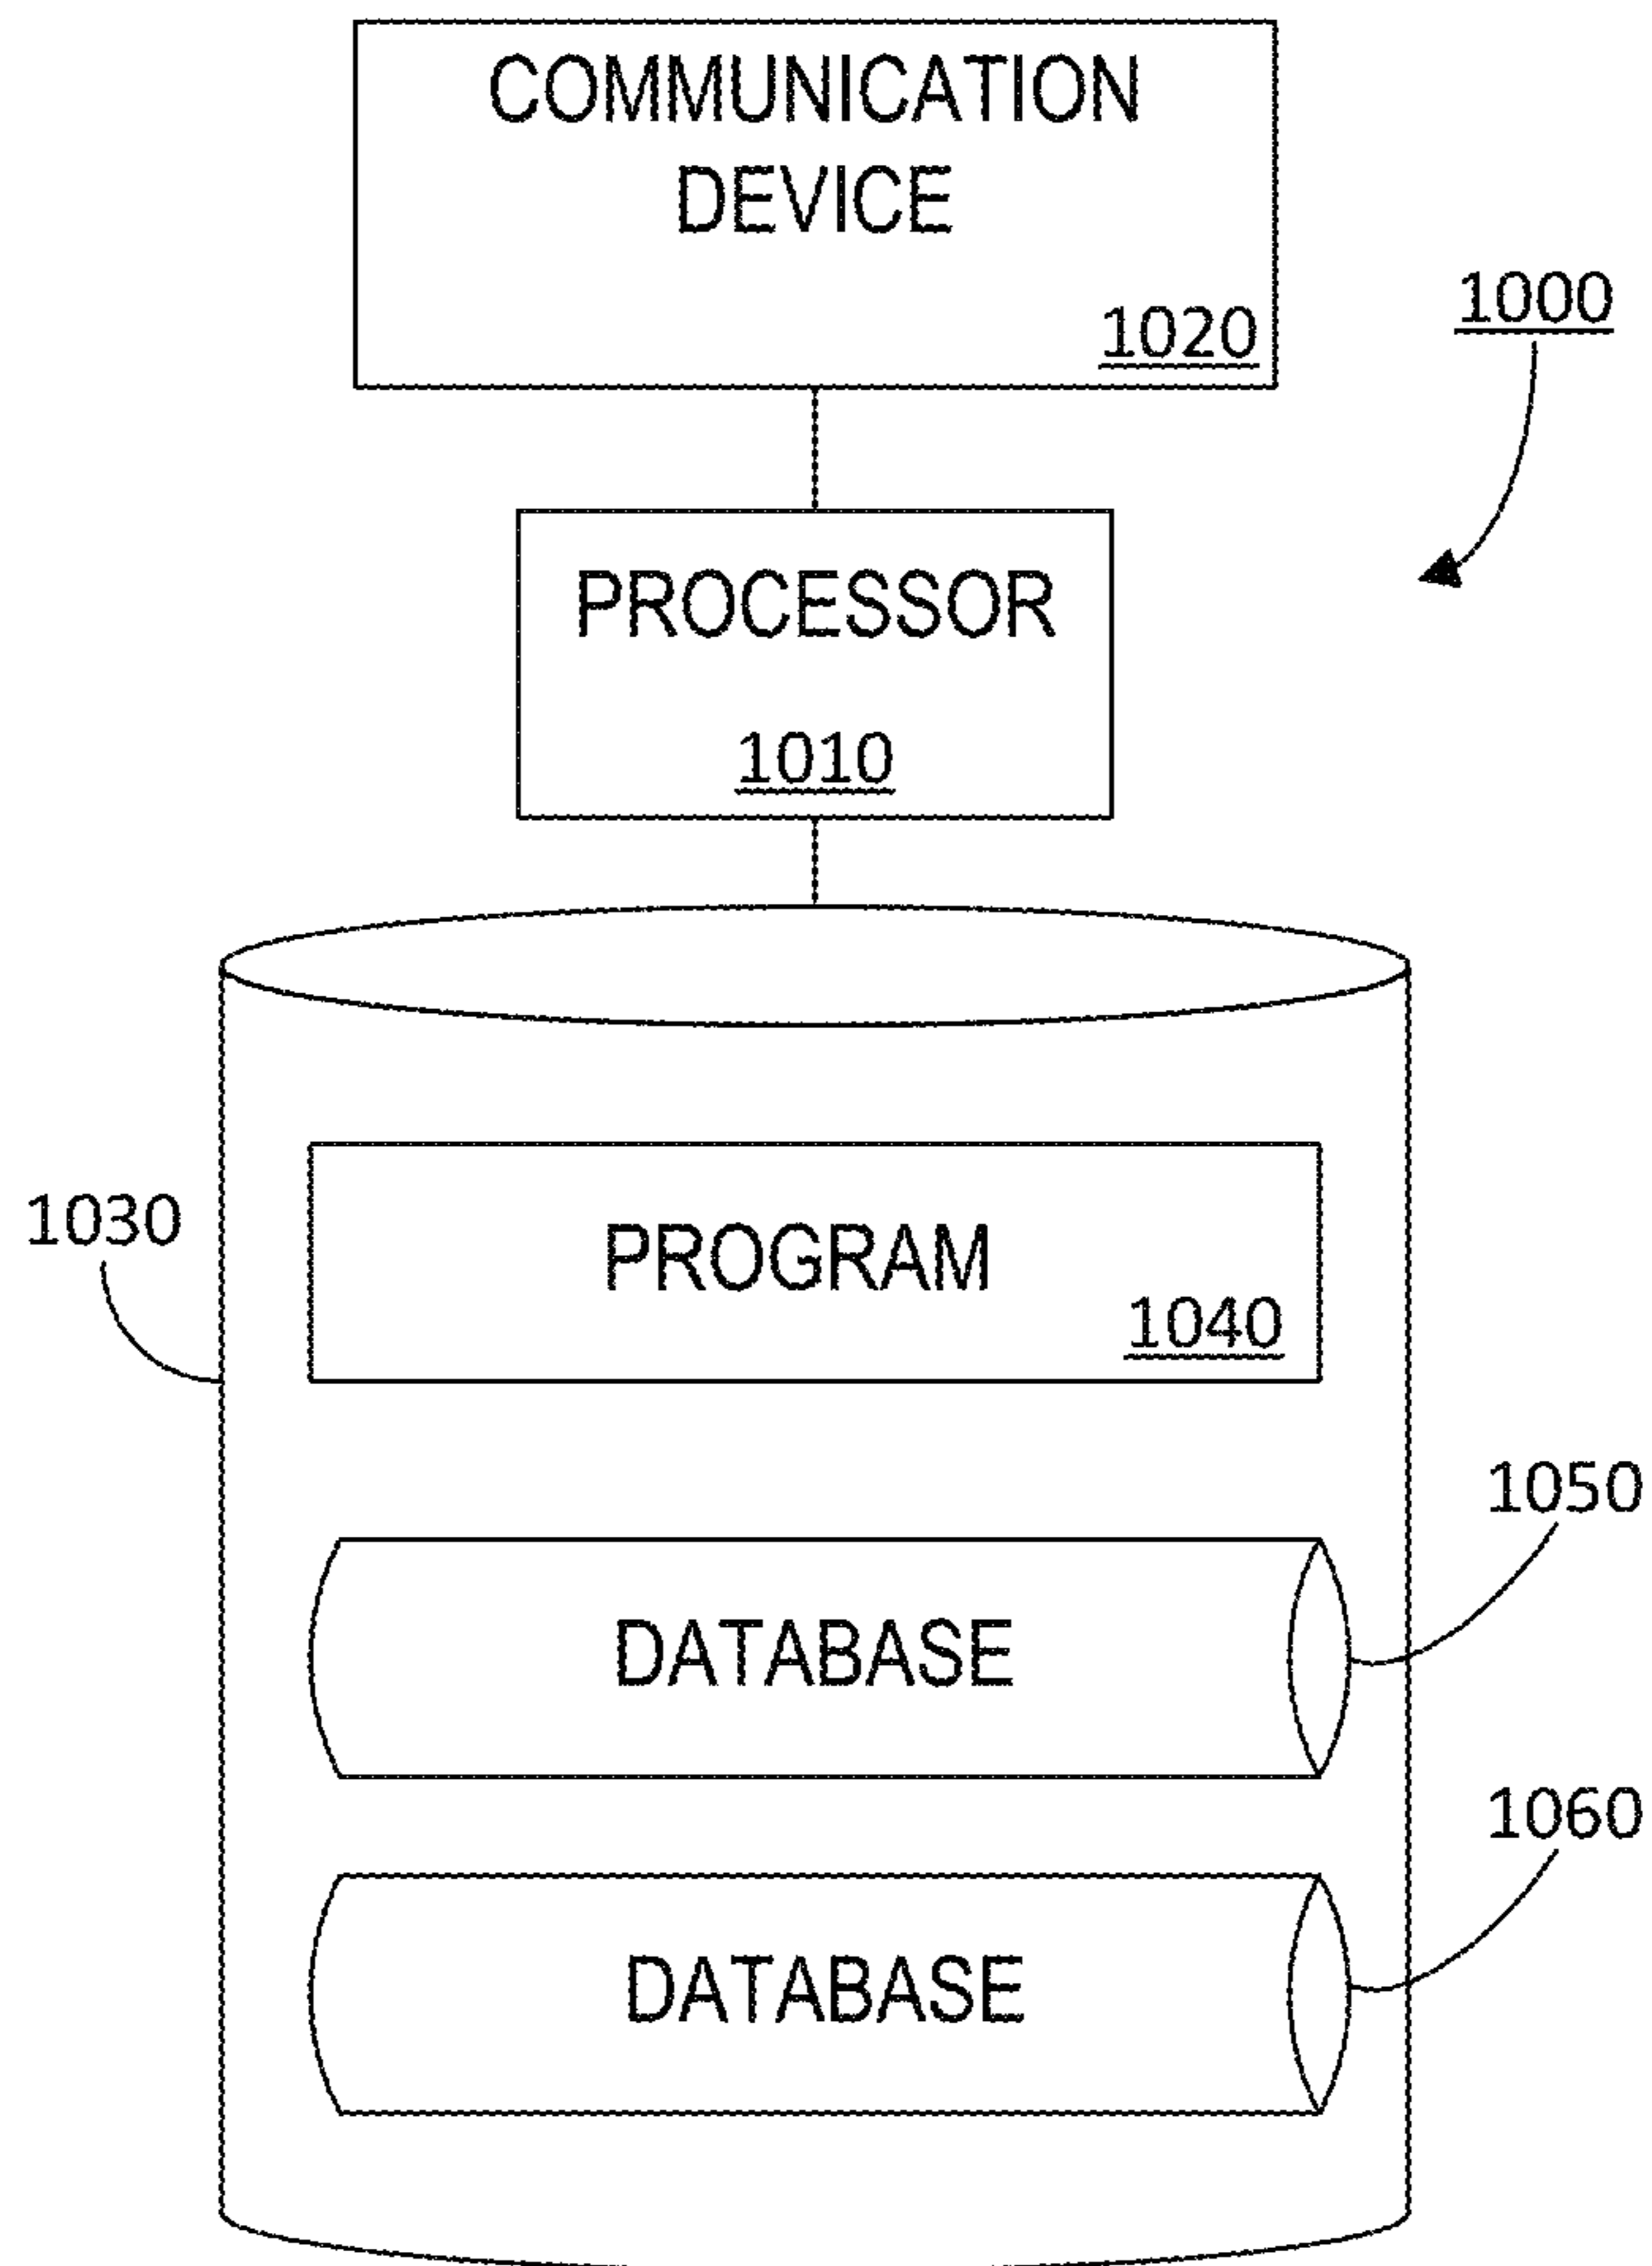 COMMUNICATION
DEVICE
1020
1000
PROCESSOR
1010
1030
PROGRAM
1040
1050
DATABASE
1060
DATABASE